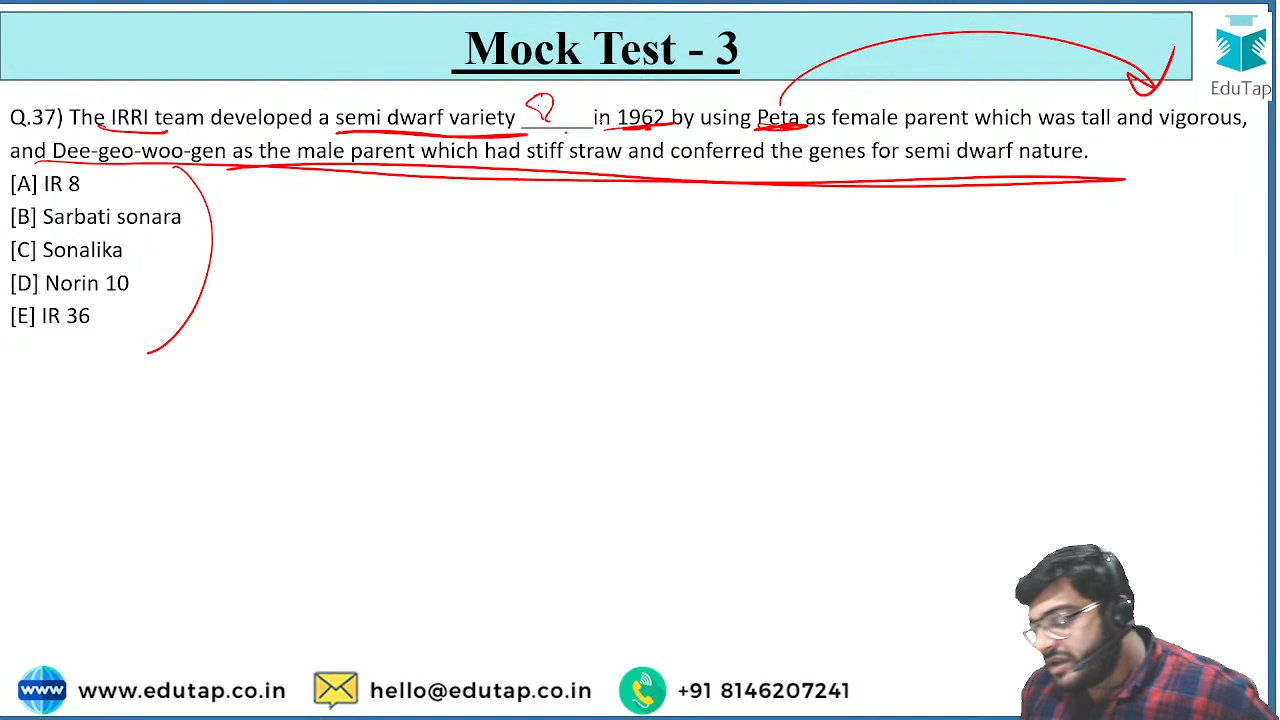 Mock Test - 3
EduTap
Q.37) The IRRI team developed a semi dwarf variety ______ in 1962 by using Peta as female parent which was tall and vigorous,
and Dee-geo-woo-gen as the male parent which had stiff straw and conferred the genes for semi dwarf nature.
[A] IR 8
[B] Sarbati sonara
[C] Sonalika
[D] Norin 10
[E] IR 36
www www.edutap.co.in hello@edutap.co.in +91 8146207241